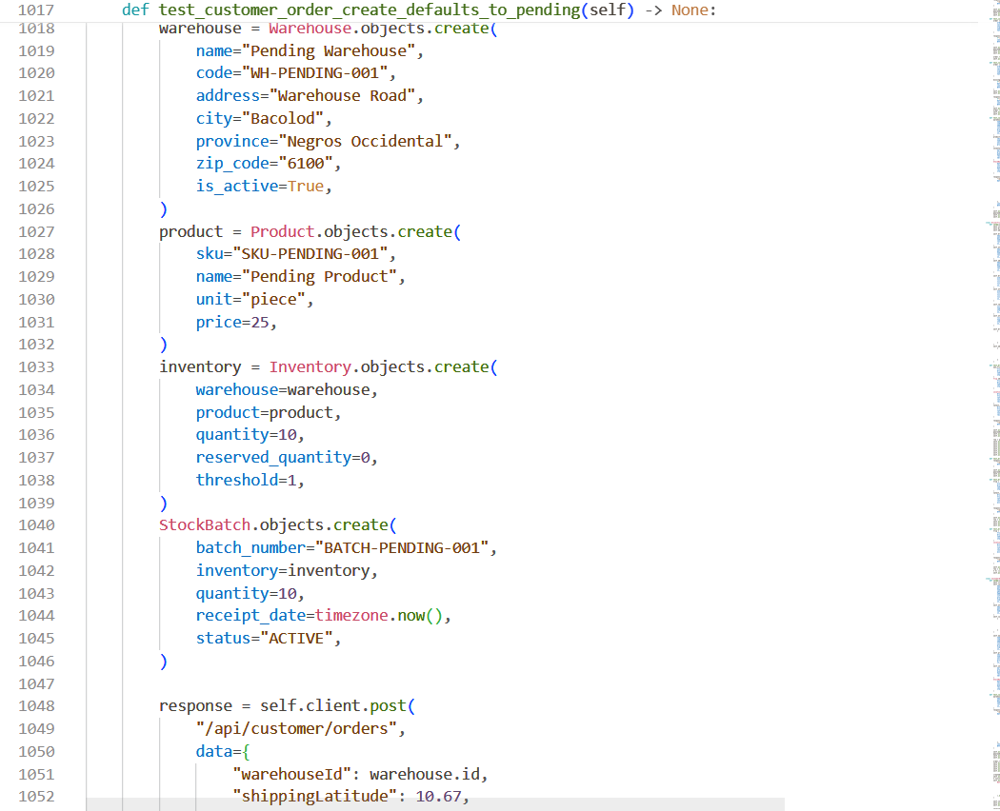 1017        def test_customer_order_create_defaults_to_pending(self) -> None:
1018            warehouse = Warehouse.objects.create(
1019                name="Pending Warehouse",
1020                code="WH-PENDING-001",
1021                address="Warehouse Road",
1022                city="Bacolod",
1023                province="Negros Occidental",
1024                zip_code="6100",
1025                is_active=True,
1026            )
1027            product = Product.objects.create(
1028                sku="SKU-PENDING-001",
1029                name="Pending Product",
1030                unit="piece",
1031                price=25,
1032            )
1033            inventory = Inventory.objects.create(
1034                warehouse=warehouse,
1035                product=product,
1036                quantity=10,
1037                reserved_quantity=0,
1038                threshold=1,
1039            )
1040            StockBatch.objects.create(
1041                batch_number="BATCH-PENDING-001",
1042                inventory=inventory,
1043                quantity=10,
1044                receipt_date=timezone.now(),
1045                status="ACTIVE",
1046            )
1047
1048            response = self.client.post(
1049                "/api/customer/orders",
1050                data={
1051                    "warehouseId": warehouse.id,
1052                    "shippingLatitude": 10.67,